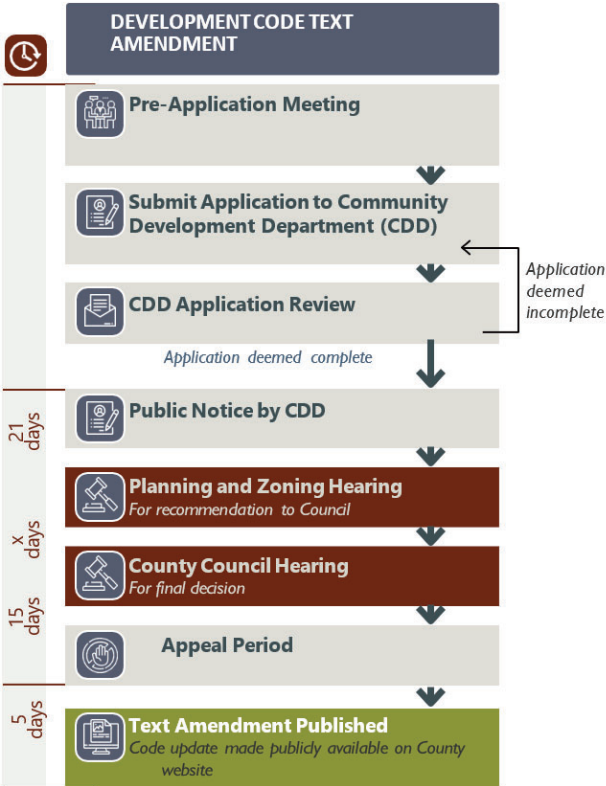 DEVELOPMENT CODE TEXT
AMENDMENT
Pre-Application Meeting
Submit Application to Community
Development Department (CDD)
Application
deemed
incomplete
CDD Application Review
Application deemed complete
21
days
Public Notice by CDD
Planning and Zoning Hearing
For recommendation to Council
x
days
County Council Hearing
For final decision
15
days
Appeal Period
5
days
Text Amendment Published
Code update made publicly available on County
website